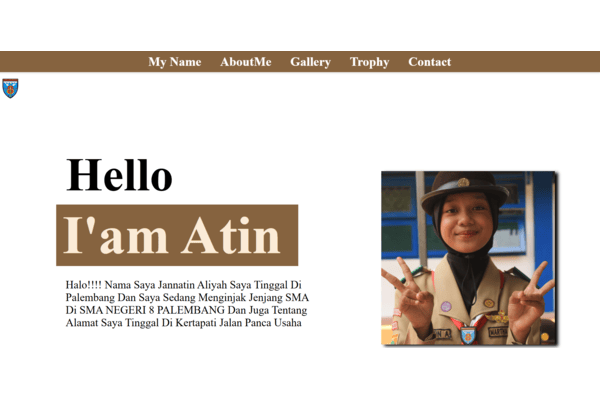 My Name AboutMe Gallery Trophy Contact
Hello
I'am Atin
Halo!!!! Nama Saya Jannatin Aliyah Saya Tinggal Di
Palembang Dan Saya Sedang Menginjak Jenjang SMA
Di SMA NEGERI 8 PALEMBANG Dan Juga Tentang
Alamat Saya Tinggal Di Kertapati Jalan Panca Usaha